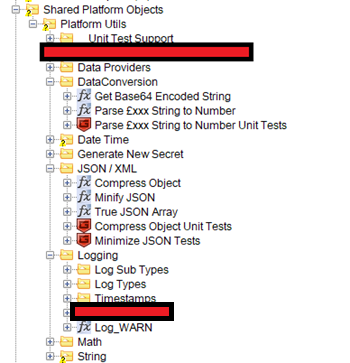 Shared Platform Objects
Platform Utils
__Unit Test Support
Data Providers
DataConversion
Get Base64 Encoded String
Parse £xxx String to Number
Parse £xxx String to Number Unit Tests
Date Time
Generate New Secret
JSON / XML
Compress Object
Minify JSON
True JSON Array
Compress Object Unit Tests
Minimize JSON Tests
Logging
Log Sub Types
Log Types
Timestamps
Log_WARN
Math
String